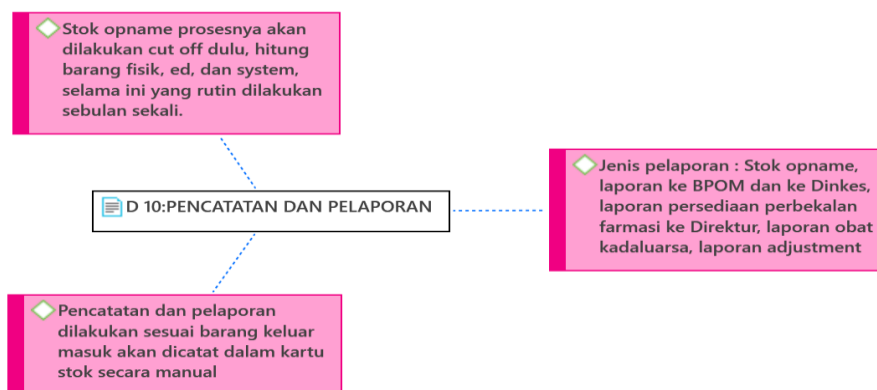 Stok opname prosesnya akan
dilakukan cut off dulu, hitung
barang fisik, ed, dan system,
selama ini yang rutin dilakukan
sebulan sekali.
D 10:PENCATATAN DAN PELAPORAN
Jenis pelaporan : Stok opname,
laporan ke BPOM dan ke Dinkes,
laporan persediaan perbekalan
farmasi ke Direktur, laporan obat
kadaluarsa, laporan adjustment
Pencatatan dan pelaporan
dilakukan sesuai barang keluar
masuk akan dicatat dalam kartu
stok secara manual